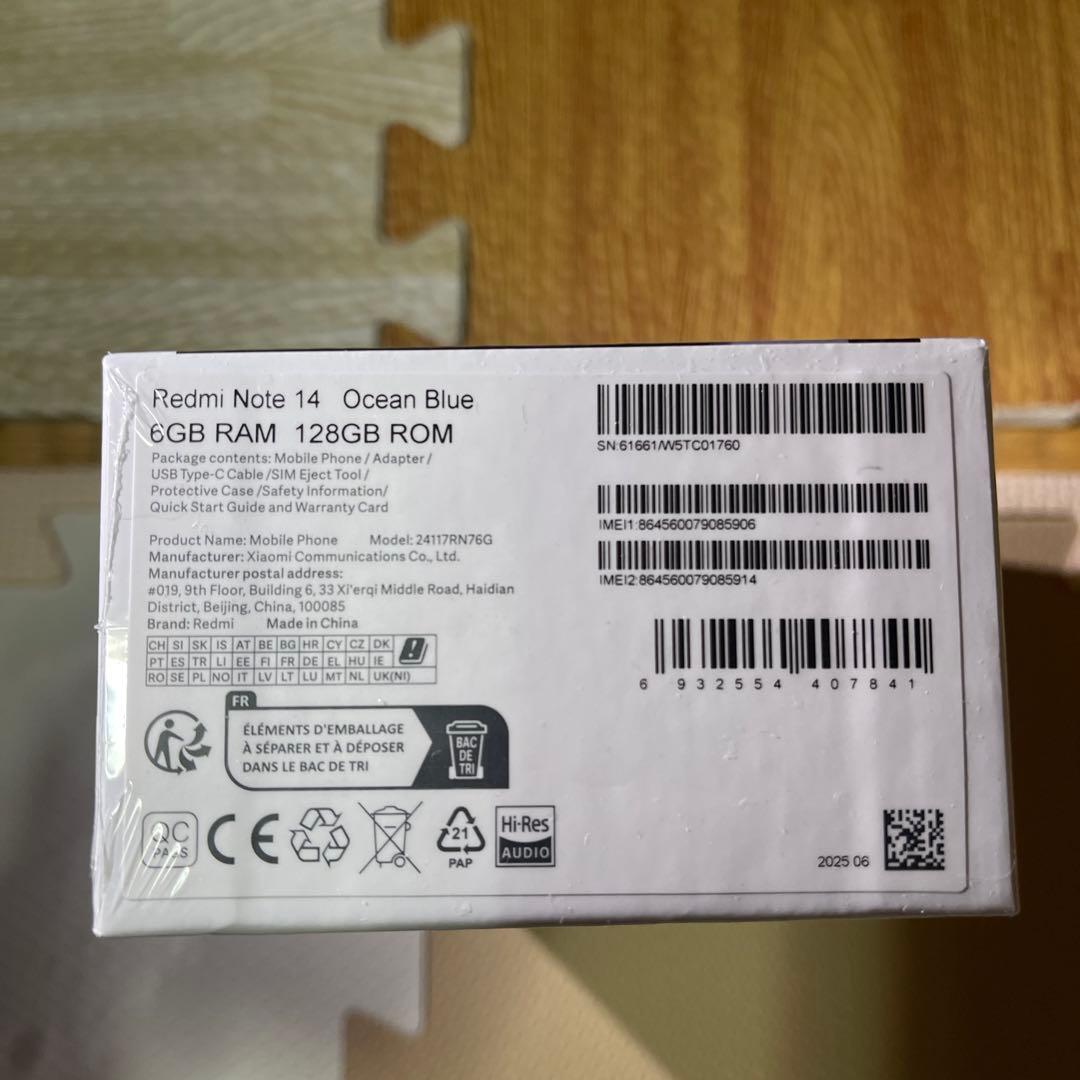 Redmi Note 14 Ocean Blue
6GB RAM 128GB ROM
Package contents: Mobile Phone / Adapter /
USB Type-C Cable /SIM Eject Tool /
Protective Case /Safety Information/
Quick Start Guide and Warranty Card
Product Name: Mobile Phone Model: 24117RN76G
Manufacturer: Xiaomi Communications Co., Ltd.
Manufacturer postal address:
#019, 9th Floor, Building 6, 33 Xi'erqi Middle Road, Haidian
District, Beijing, China, 100085
Brand: Redmi Made in China
CH SI SK IS AT BE BG HR CY CZ DK
PT ES TR LI EE FI FR DE EL HU IE
RO SE PL NO IT LV LT LU MT NL UK(NI)
FR
ÉLÉMENTS D'EMBALLAGE
À SÉPARER ET À DÉPOSER
DANS LE BAC DE TRI
BAC
DE
TRI
QC
PASS
CE
21
PAP
Hi-Res
AUDIO
SN:61661/W5TC01760
IMEI1:864560079085906
IMEI2:864560079085914
6 932554 407841
2025 06